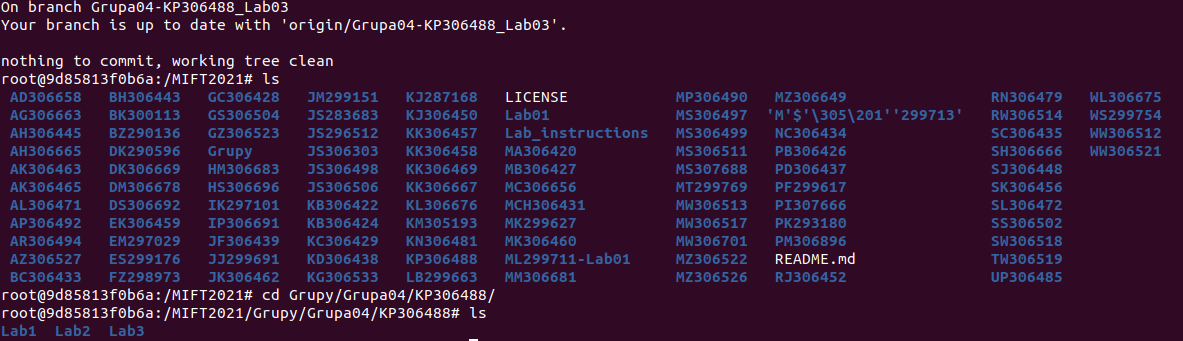 On branch Grupa04-KP306488_Lab03
Your branch is up to date with 'origin/Grupa04-KP306488_Lab03'.
nothing to commit, working tree clean
root@9d85813f0b6a:/MIFT2021# ls
AD306658 BH306443 GC306428 JM299151 KJ287168 LICENSE MP306490 MZ306649 RN306479 WL306675
AG306663 BK300113 GS306504 JS283683 KJ306450 Lab01 MS306497 'M'$'\305\201''299713' RW306514 WS299754
AH306445 BZ290136 GZ306523 JS296512 KK306457 Lab_instructions MS306499 NC306434 SC306435 WW306512
AH306665 DK290596 Grupy JS306303 KK306458 MA306420 MS306511 PB306426 SH306666 WW306521
AK306463 DK306669 HM306683 JS306498 KK306469 MB306427 MS307688 PD306437 SJ306448
AK306465 DM306678 HS306696 JS306506 KK306667 MC306656 MT299769 PF299617 SK306456
AL306471 DS306692 IK297101 KB306422 KL306676 MCH306431 MW306513 PI307666 SL306472
AP306492 EK306459 IP306691 KB306424 KM305193 MK299627 MW306517 PK293180 SS306502
AR306494 EM297029 JF306439 KC306429 KN306481 MK306460 MW306701 PM306896 SW306518
AZ306527 ES299176 JJ299691 KD306438 KP306488 ML299711-Lab01 MZ306522 README.md TW306519
BC306433 FZ298973 JK306462 KG306533 LB299663 MM306681 MZ306526 RJ306452 UP306485
root@9d85813f0b6a:/MIFT2021# cd Grupy/Grupa04/KP306488/
root@9d85813f0b6a:/MIFT2021/Grupy/Grupa04/KP306488# ls
Lab1 Lab2 Lab3